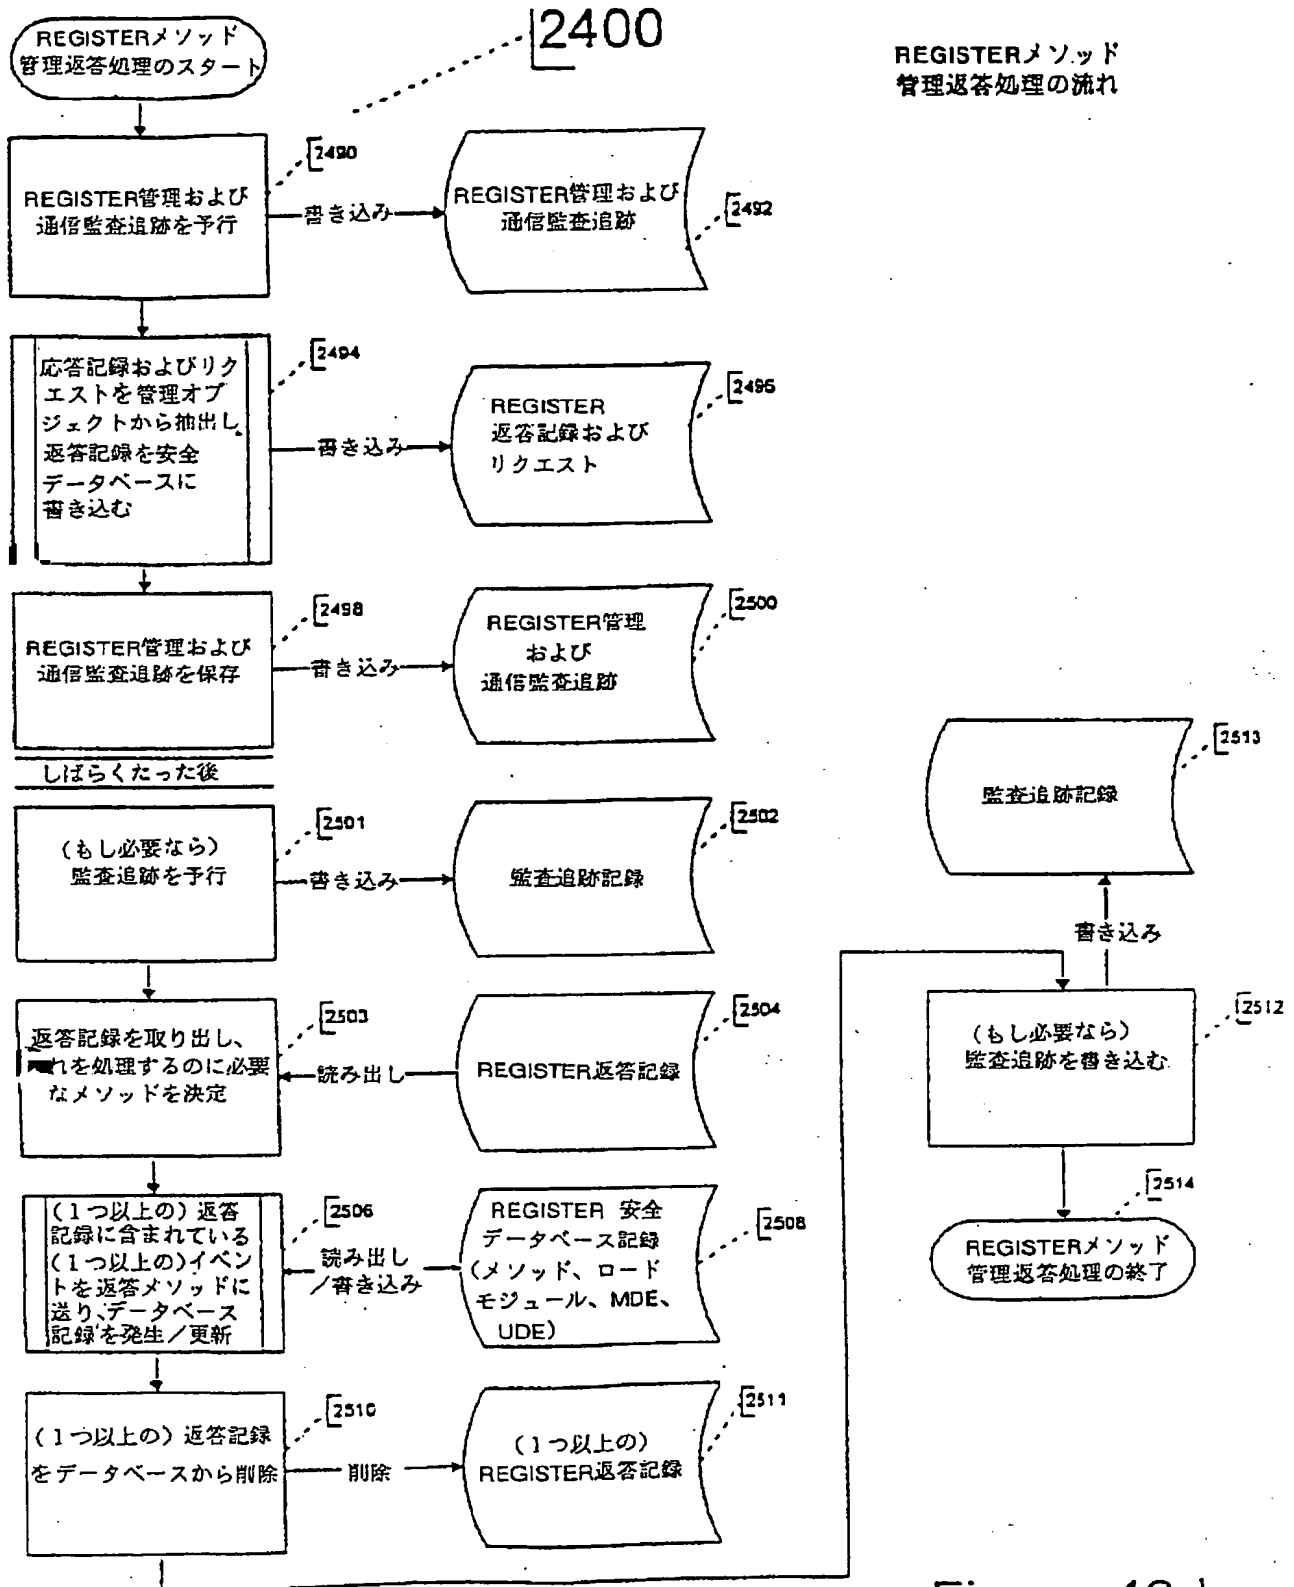 REGISTERメソッド
管理返答処理のスタート
2400
REGISTERメソッド
管理返答処理の流れ
REGISTER管理および
通信監査追跡を予行
2490
書き込み
REGISTER管理および
通信監査追跡
2492
応答記録およびリク
エストを管理オブ
ジェクトから抽出し
返答記録を安全
データベースに
書き込む
2494
書き込み
REGISTER
返答記録および
リクエスト
2496
REGISTER管理および
通信監査追跡を保存
2498
書き込み
REGISTER管理
および
通信監査追跡
2500
しばらくたった後
(もし必要なら)
監査追跡を予行
2501
書き込み
監査追跡記録
2502
返答記録を取り出し、
れを処理するのに必要
なメソッドを決定
2503
読み出し
REGISTER返答記録
2504
(1つ以上の)返答
記録に含まれている
(1つ以上の)イベン
トを返答メソッドに
送り、データベース
記録を発生/更新
2506
読み出し
/書き込み
REGISTER 安全
データベース記録
(メソッド、ロード
モジュール、MDE、
UDE)
2508
(1つ以上の)返答記録
をデータベースから削除
2510
削除
(1つ以上の)
REGISTER返答記録
2511
監査追跡記録
2513
書き込み
(もし必要なら)
監査追跡を書き込む
2512
REGISTERメソッド
管理返答処理の終了
2514